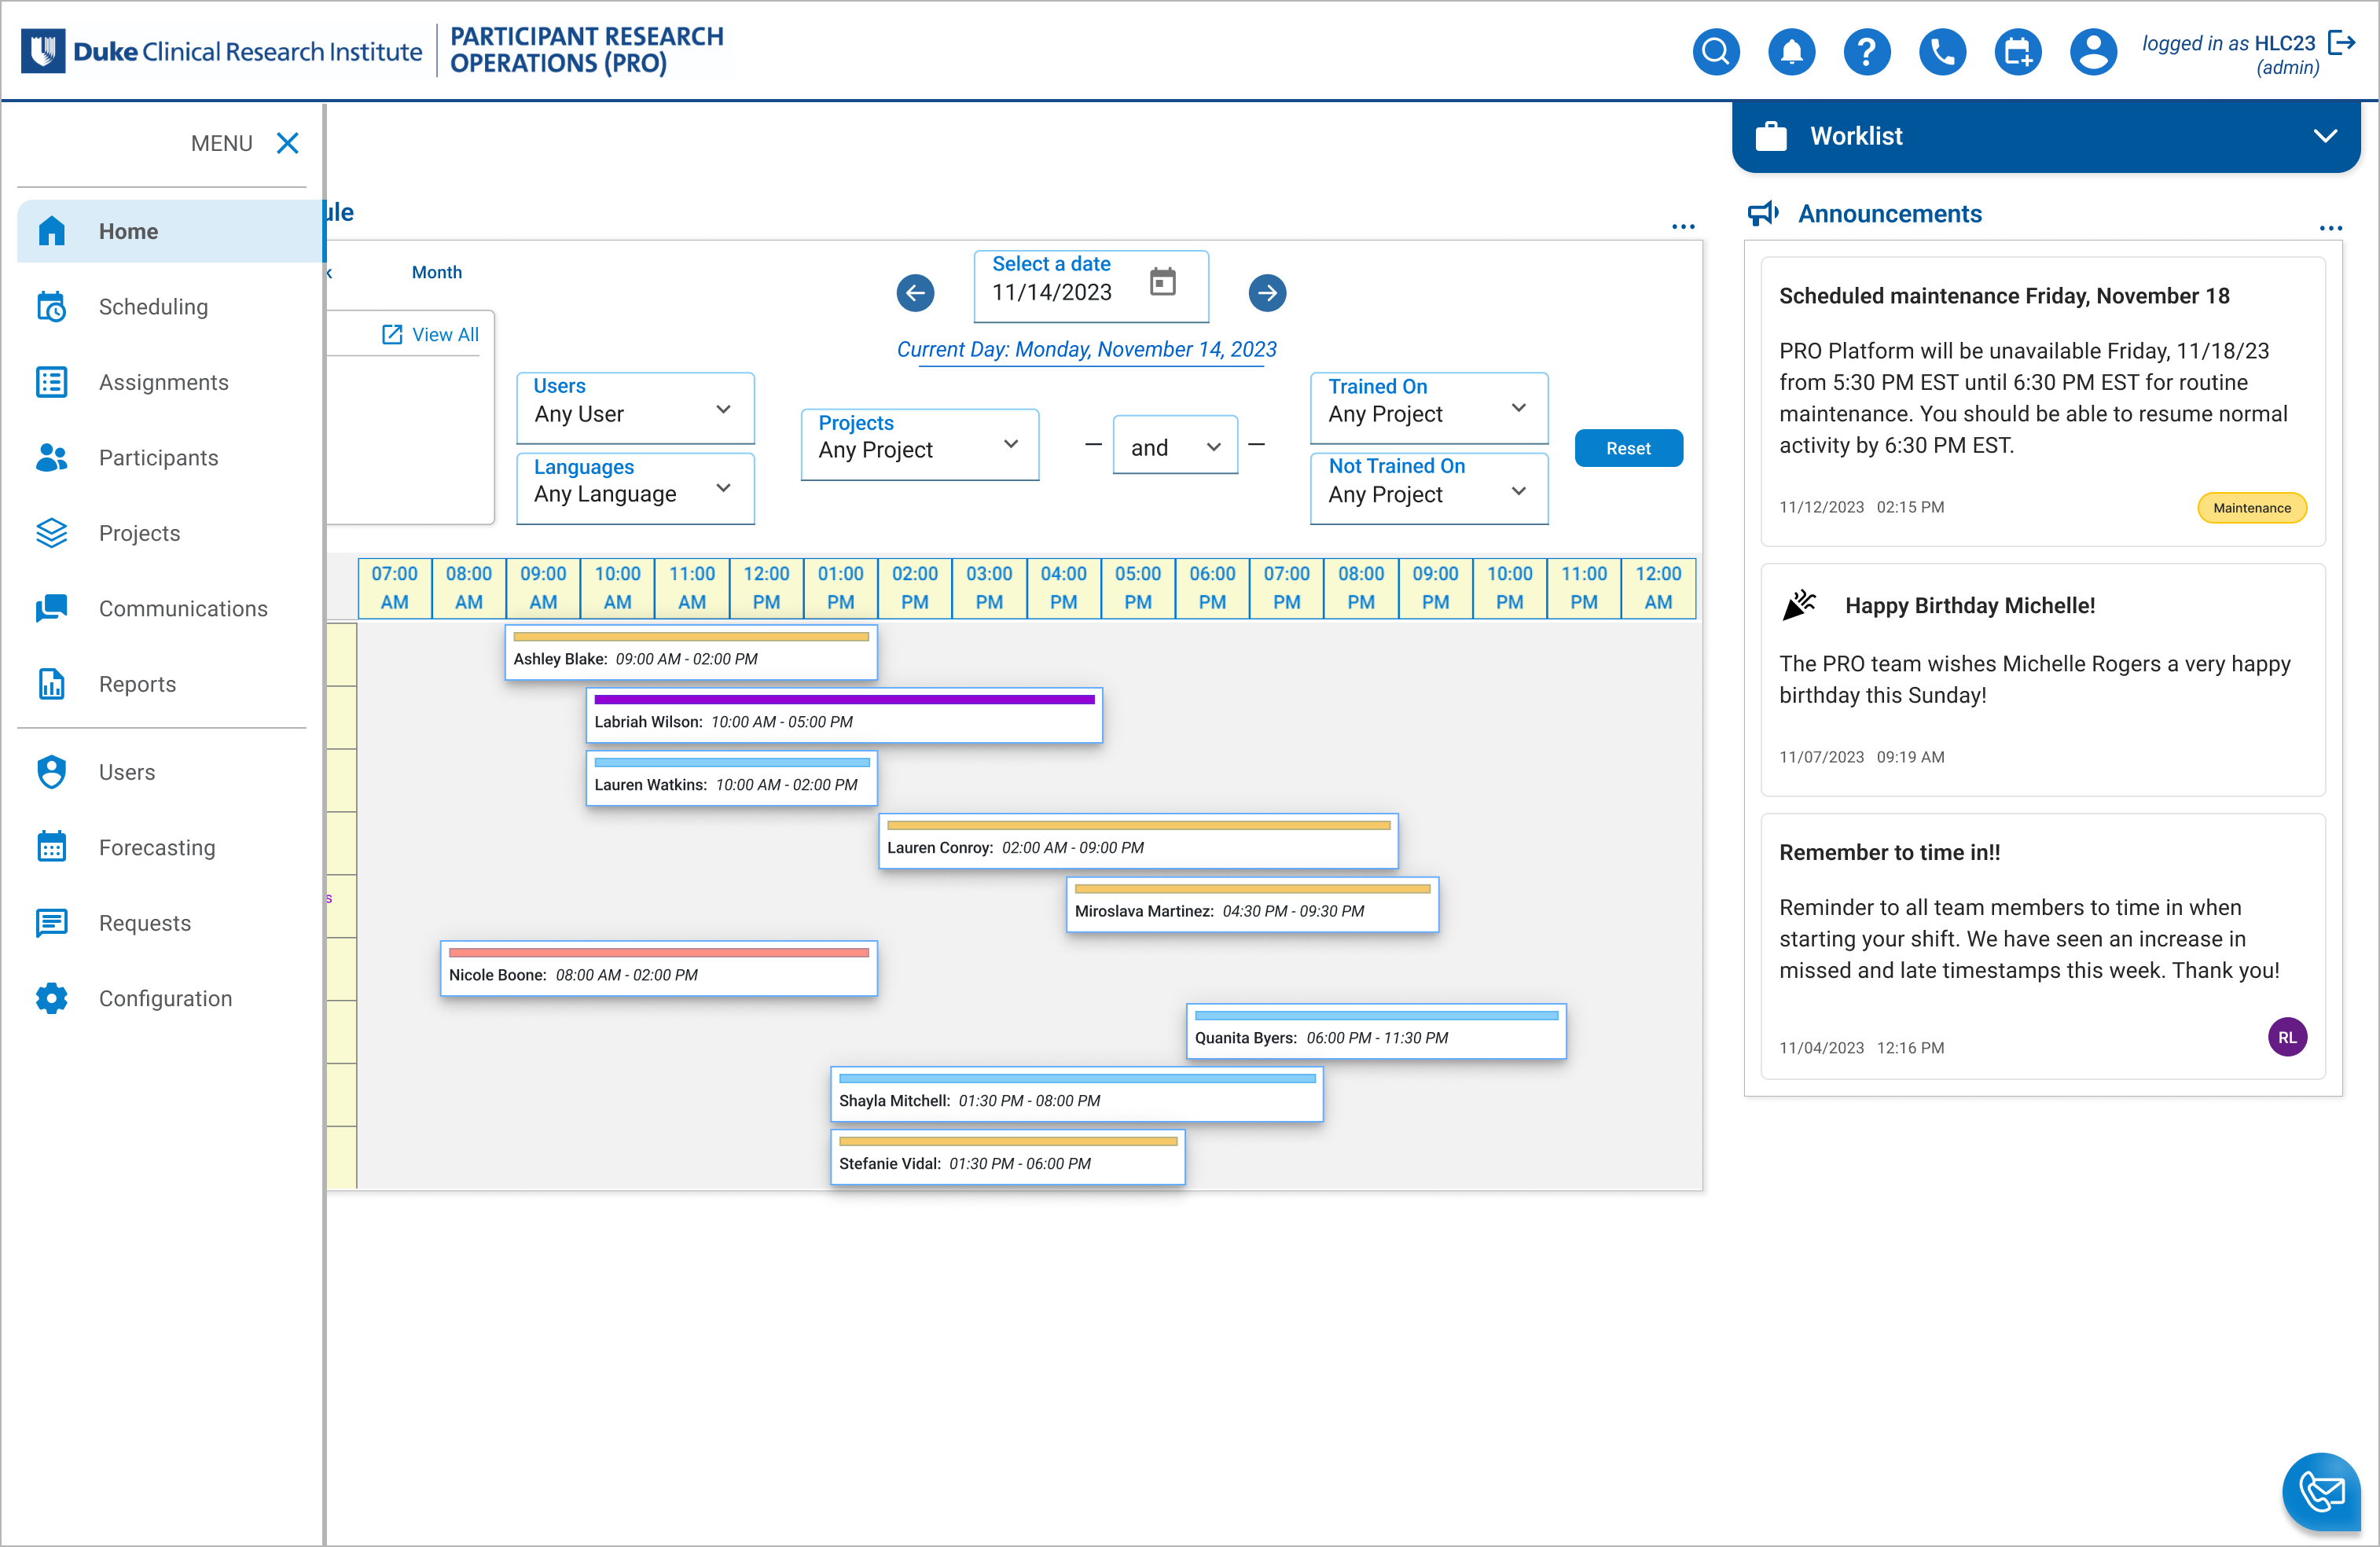 Duke Clinical Research Institute
PARTICIPANT RESEARCH
OPERATIONS (PRO)
logged in as HLC23
(admin)
MENU
Home
Scheduling
Assignments
Participants
Projects
Communications
Reports
Users
Forecasting
Requests
Configuration
ule
k
Month
View All
Select a date
11/14/2023
Current Day: Monday, November 14, 2023
Users
Any User
Languages
Any Language
Projects
Any Project
— and —
Trained On
Any Project
Not Trained On
Any Project
Reset
07:00 AM
08:00 AM
09:00 AM
10:00 AM
11:00 AM
12:00 PM
01:00 PM
02:00 PM
03:00 PM
04:00 PM
05:00 PM
06:00 PM
07:00 PM
08:00 PM
09:00 PM
10:00 PM
11:00 PM
12:00 AM
Ashley Blake: 09:00 AM - 02:00 PM
Labriah Wilson: 10:00 AM - 05:00 PM
Lauren Watkins: 10:00 AM - 02:00 PM
Lauren Conroy: 02:00 AM - 09:00 PM
s
Miroslava Martinez: 04:30 PM - 09:30 PM
Nicole Boone: 08:00 AM - 02:00 PM
Quanita Byers: 06:00 PM - 11:30 PM
Shayla Mitchell: 01:30 PM - 08:00 PM
Stefanie Vidal: 01:30 PM - 06:00 PM
Worklist
Announcements
Scheduled maintenance Friday, November 18
PRO Platform will be unavailable Friday, 11/18/23
from 5:30 PM EST until 6:30 PM EST for routine
maintenance. You should be able to resume normal
activity by 6:30 PM EST.
11/12/2023 02:15 PM
Maintenance
Happy Birthday Michelle!
The PRO team wishes Michelle Rogers a very happy
birthday this Sunday!
11/07/2023 09:19 AM
Remember to time in!!
Reminder to all team members to time in when
starting your shift. We have seen an increase in
missed and late timestamps this week. Thank you!
11/04/2023 12:16 PM
RL